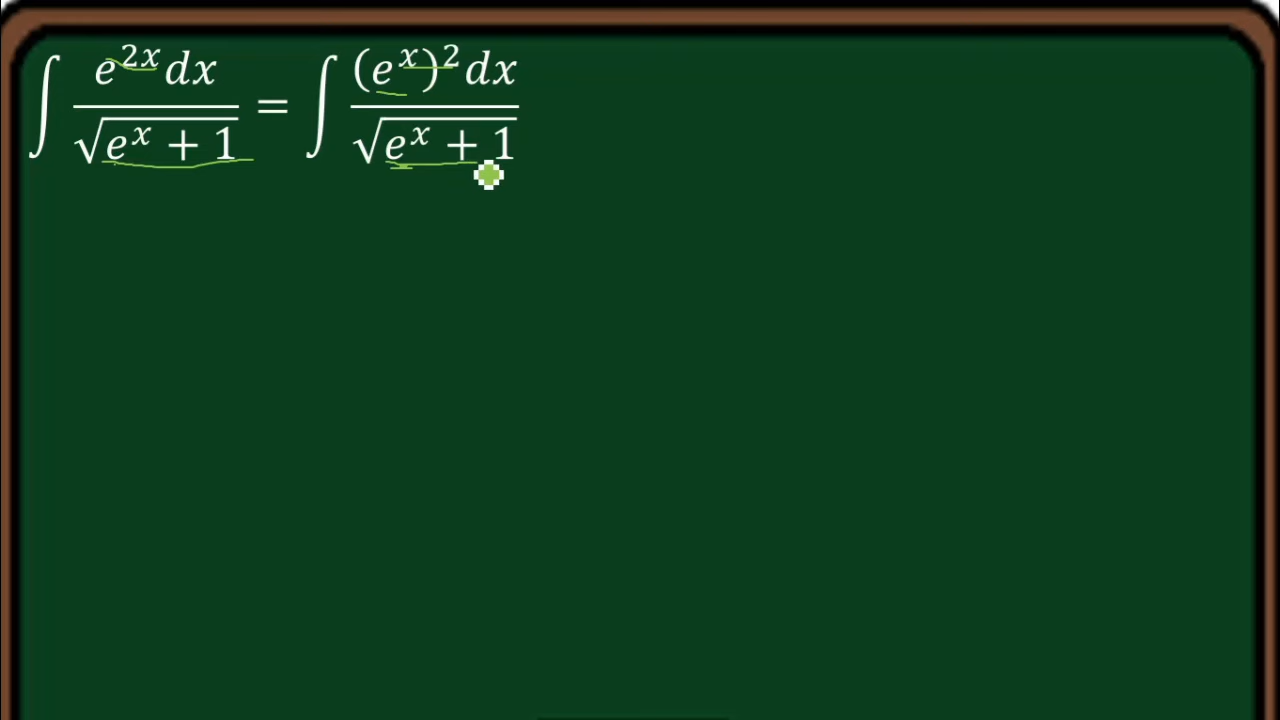 ∫ e^{2x}dx / √(e^x + 1) = ∫ (e^x)^2 dx / √(e^x + 1)